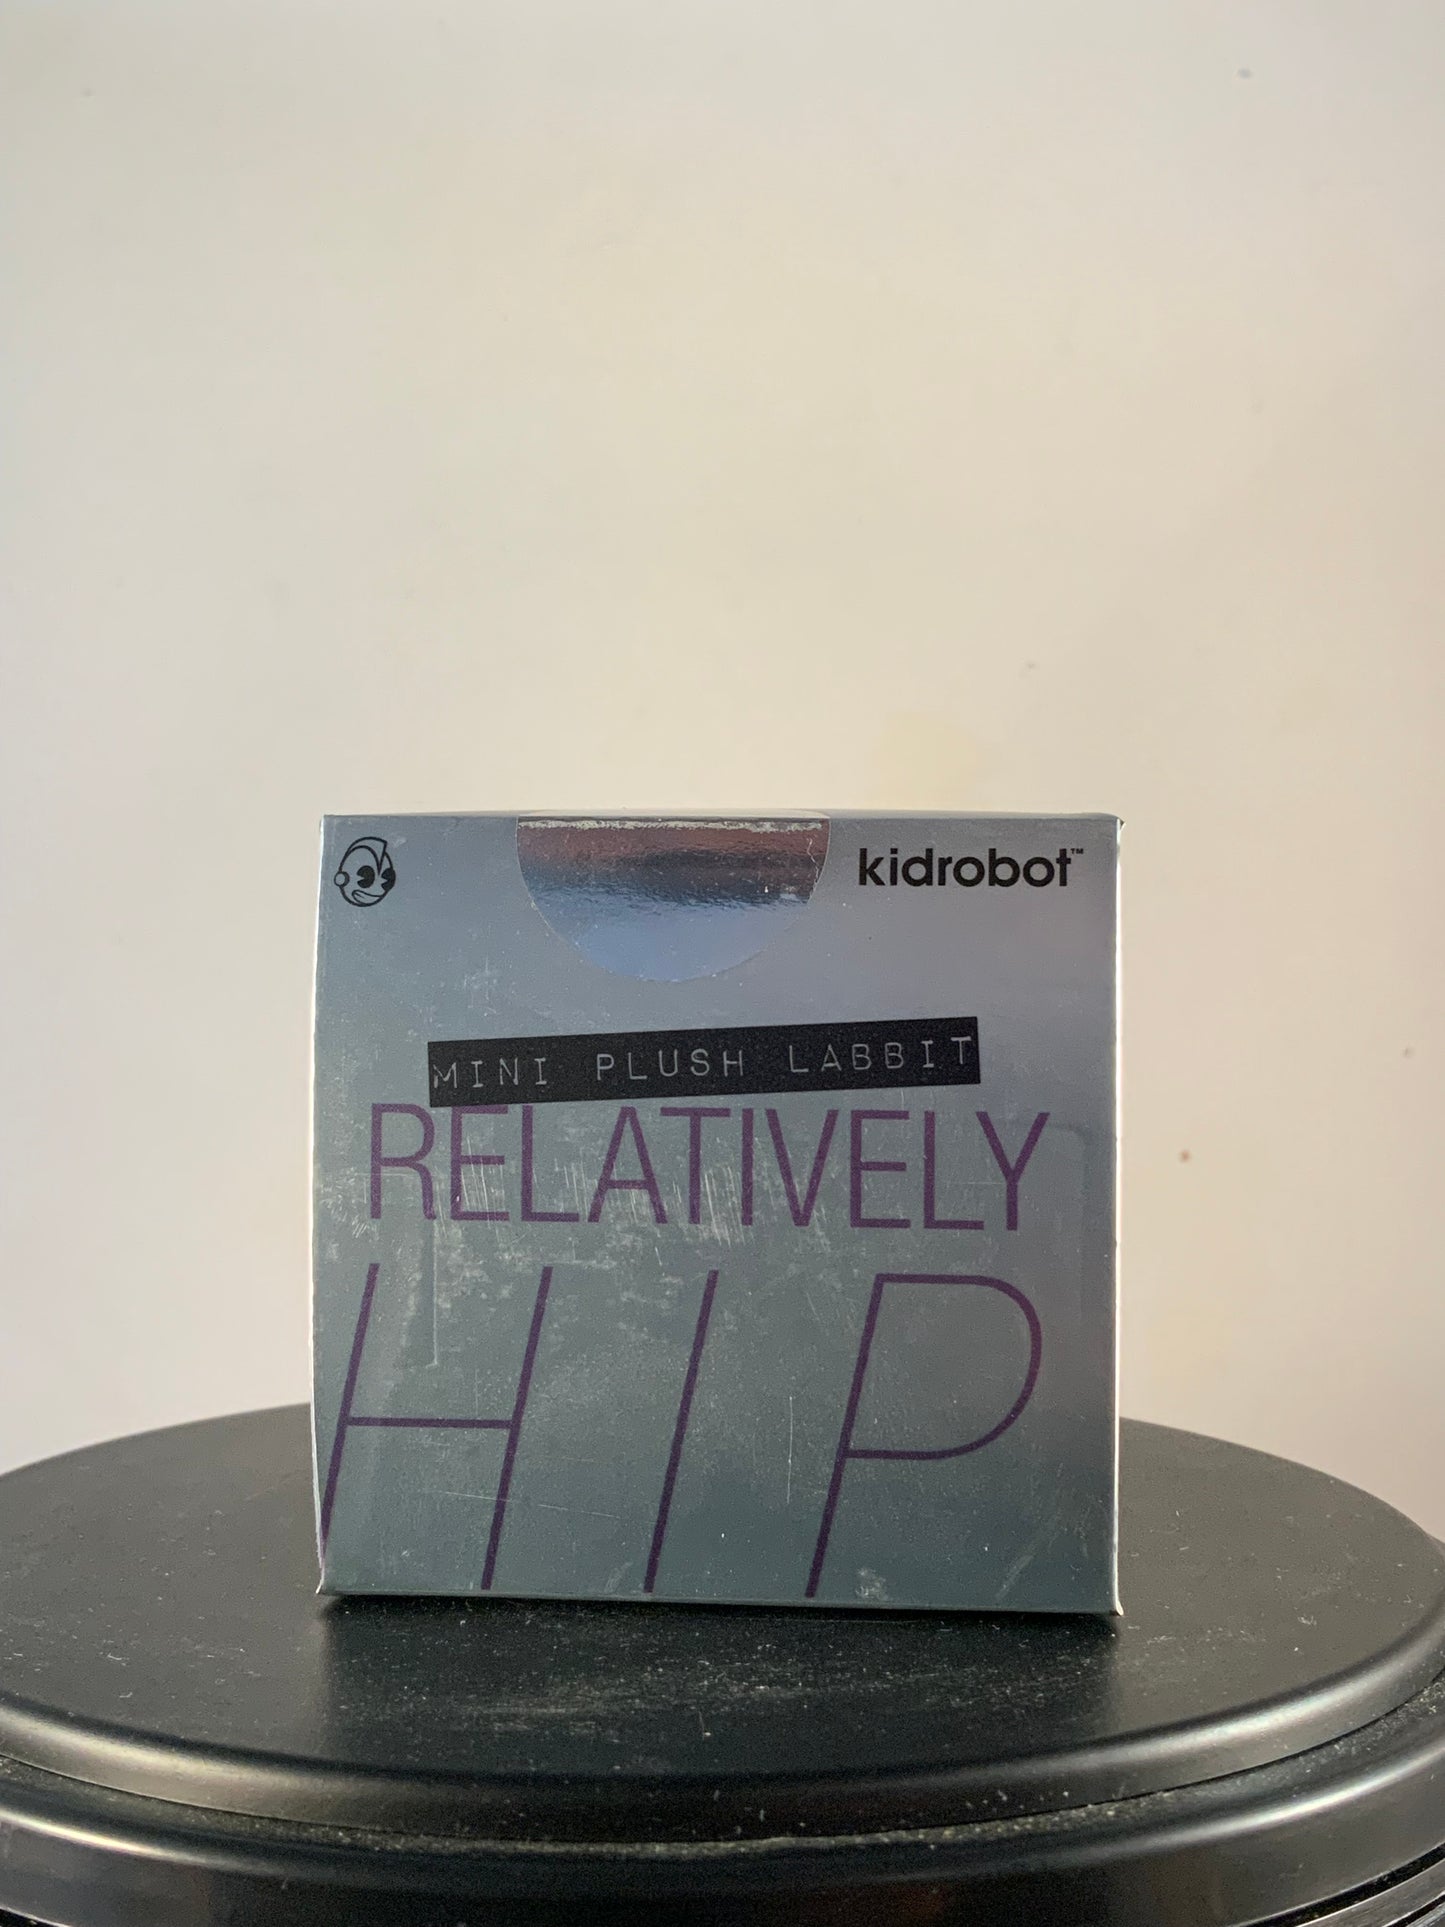 kidrobot™
MINI PLUSH LABBIT
RELATIVELY
HIP